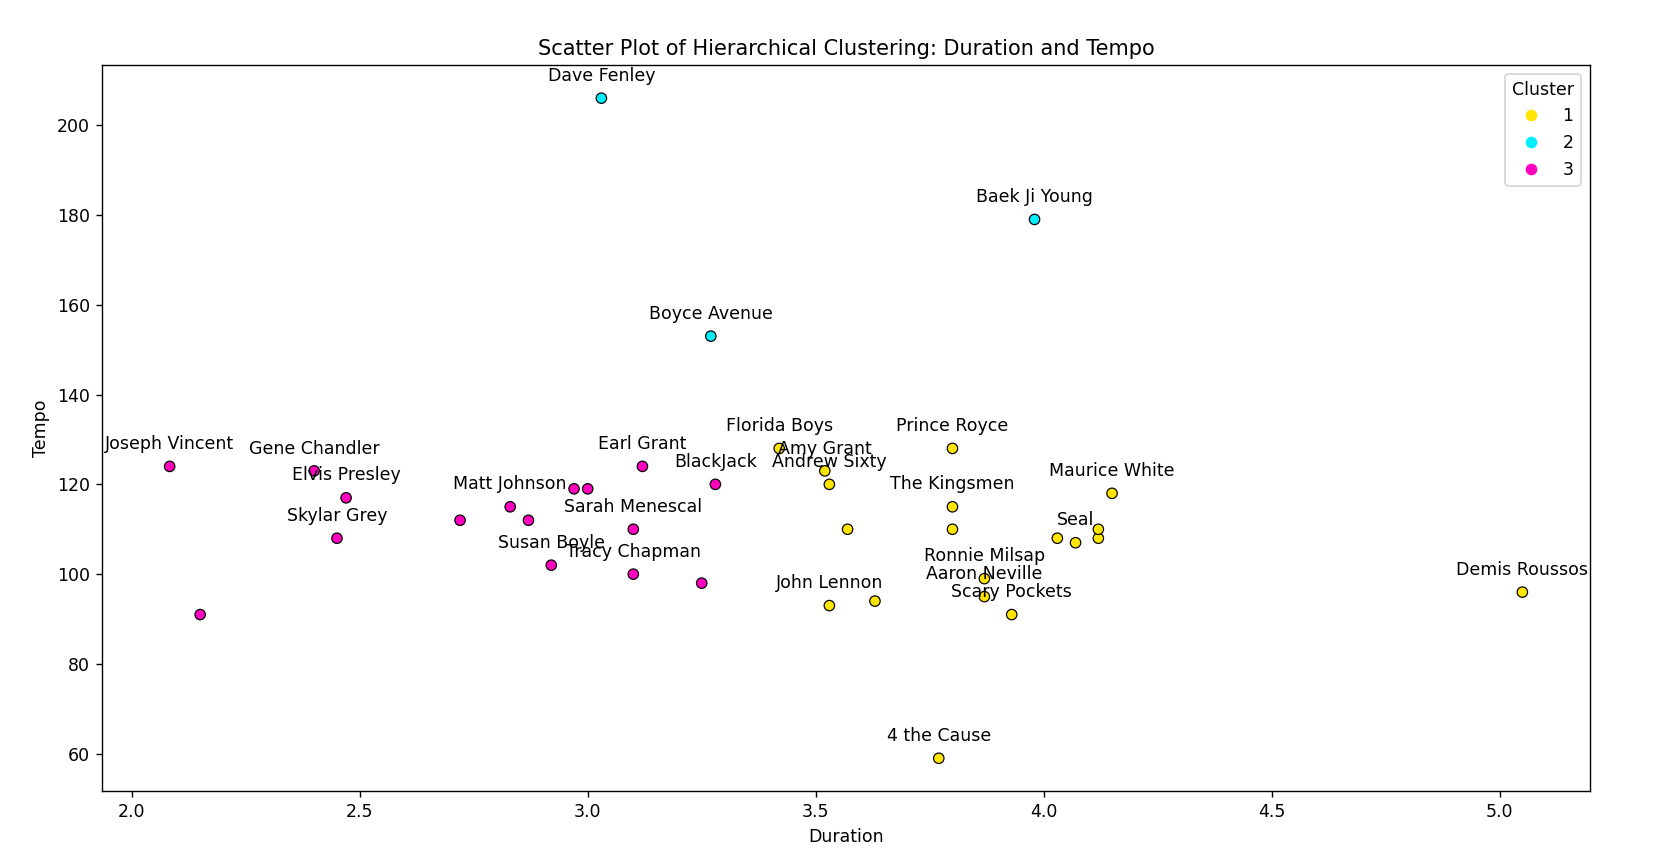 Scatter Plot of Hierarchical Clustering: Duration and Tempo
Dave Fenley
Cluster
1
2
3
200
180
160
140
120
100
80
60
Tempo
Baek Ji Young
Boyce Avenue
Florida Boys
Prince Royce
Joseph Vincent
Gene Chandler
Earl Grant
Amy Grant
BlackJack
Andrew Sixty
Maurice White
Elvis Presley
Matt Johnson
The Kingsmen
Skylar Grey
Sarah Menescal
Seal
Susan Boyle
Tracy Chapman
Ronnie Milsap
Aaron Neville
Demis Roussos
John Lennon
Scary Pockets
4 the Cause
2.0
2.5
3.0
3.5
4.0
4.5
5.0
Duration